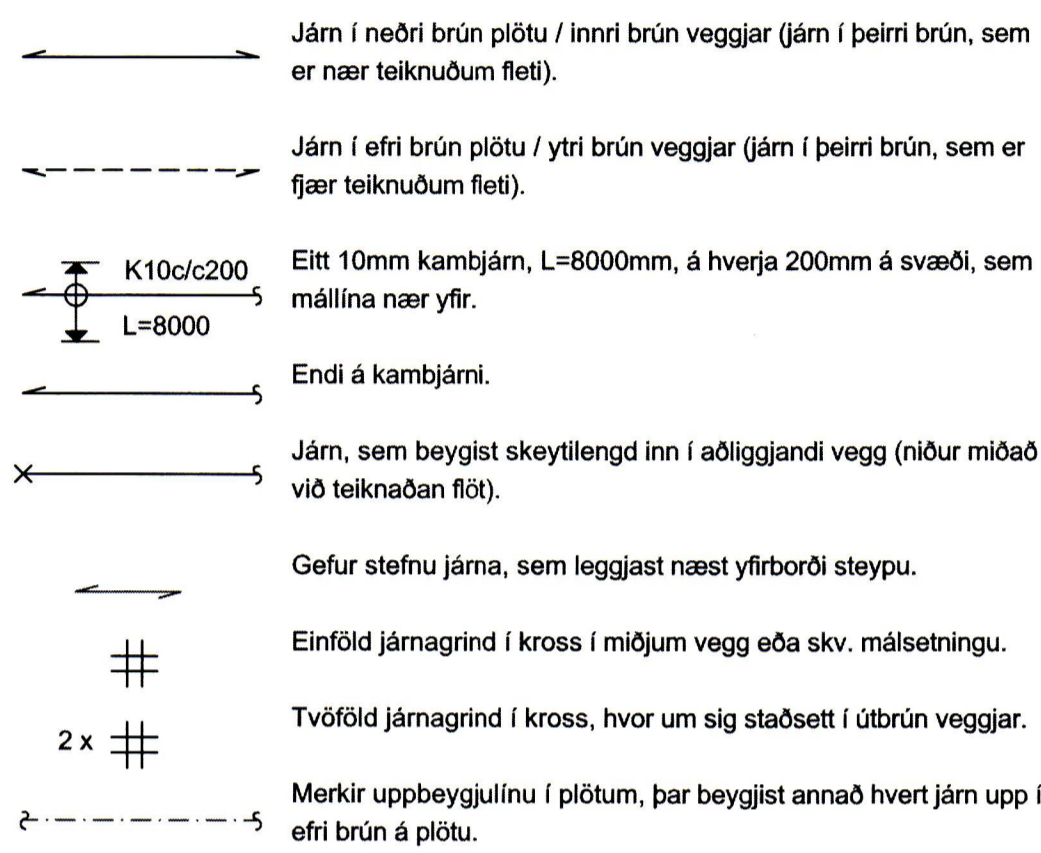 Járn í neðri brún plötu / innri brún veggjar (járn í þeirri brún, sem
er nær teiknuðum fleti).
Járn í efri brún plötu / ytri brún veggjar (járn í þeirri brún, sem er
fjær teiknuðum fleti).
K10c/c200
L=8000
Eitt 10mm kambjárn, L=8000mm, á hverja 200mm á svæði, sem
mállína nær yfir.
Endi á kambjárni.
Járn, sem beygist skeytilengd inn í aðliggjandi vegg (niður miðað
við teiknaðan flöt).
Gefur stefnu járna, sem leggjast næst yfirborði steypu.
Einföld járnagrind í kross í miðjum vegg eða skv. málsetningu.
2 x
Tvöföld járnagrind í kross, hvor um sig staðsett í útbrún veggjar.
Merkir uppbeygjulínu í plötum, þar beygjist annað hvert járn upp í
efri brún á plötu.